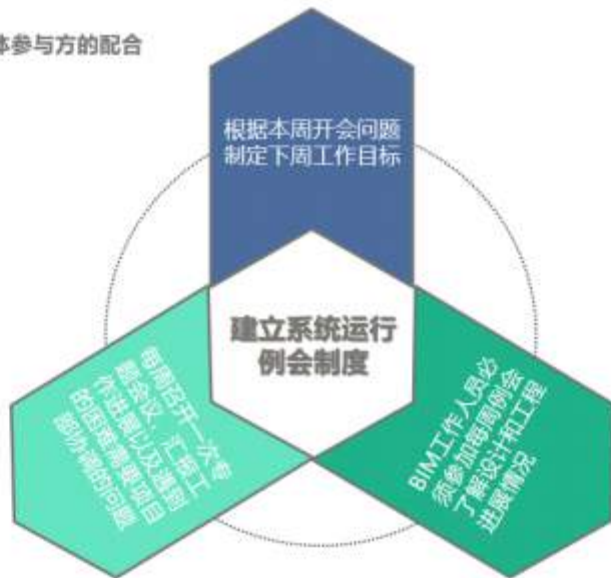 体参与方的配合
根据本周开会问题
制定下周工作目标
建立系统运行
例会制度
每周召开一次专
题会议，汇报工
作进展以及遇到
的困难需要项目
部协调的问题
BIM工作人员必
须参加每周例会
了解设计和工程
进展情况